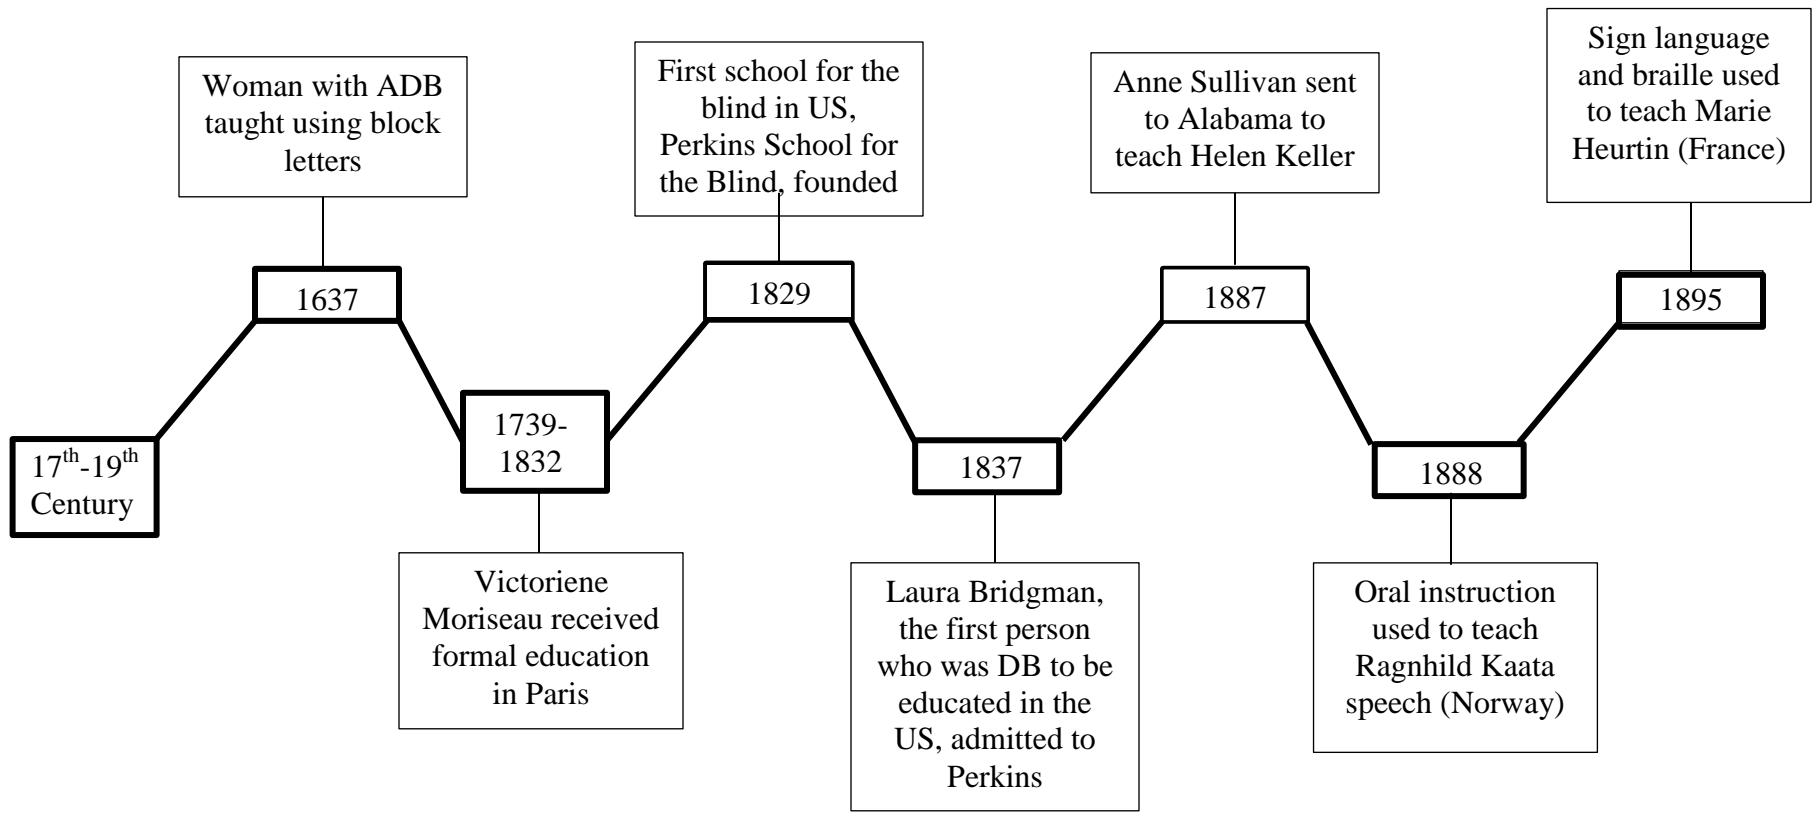 17th-19th
Century
Woman with ADB
taught using block
letters
1637
1739-
1832
Victoriene
Moriseau received
formal education
in Paris
First school for the
blind in US,
Perkins School for
the Blind, founded
1829
1837
Laura Bridgman,
the first person
who was DB to be
educated in the
US, admitted to
Perkins
Anne Sullivan sent
to Alabama to
teach Helen Keller
1887
1888
Oral instruction
used to teach
Ragnhild Kaata
speech (Norway)
Sign language
and braille used
to teach Marie
Heurtin (France)
1895